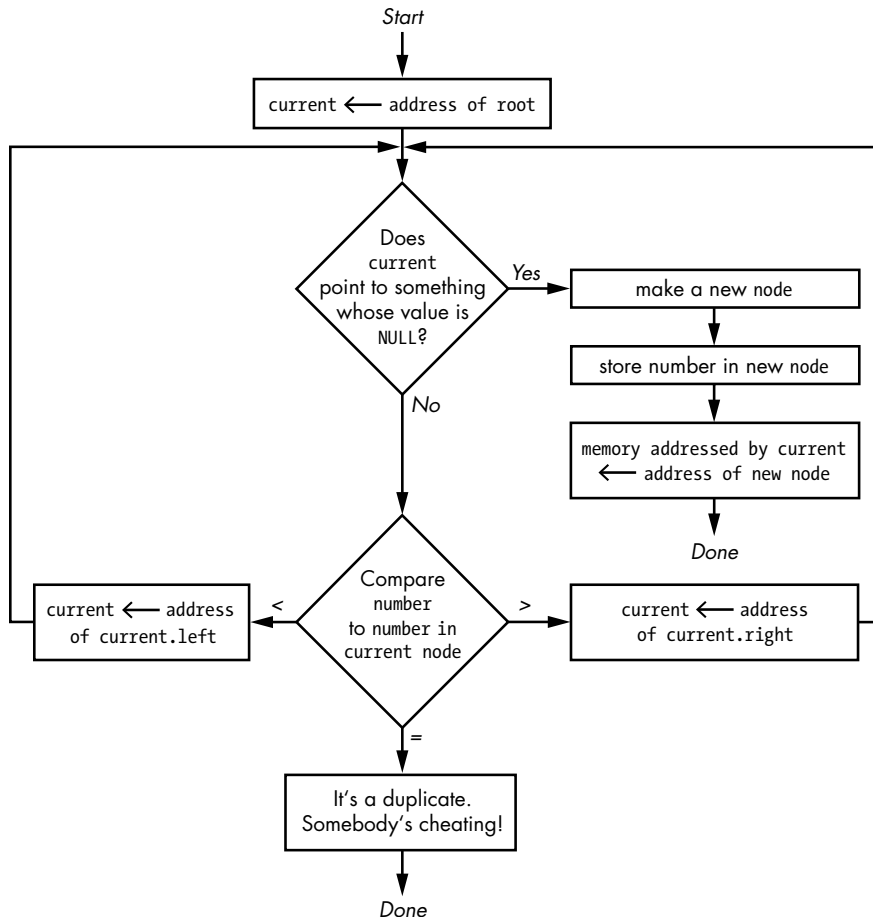 Start
current ← address of root
Does
current
point to something
whose value is
NULL?
Yes
make a new node
store number in new node
memory addressed by current
← address of new node
Done
No
Compare
number
to number in
current node
<
current ← address
of current.left
>
current ← address
of current.right
=
It's a duplicate.
Somebody's cheating!
Done